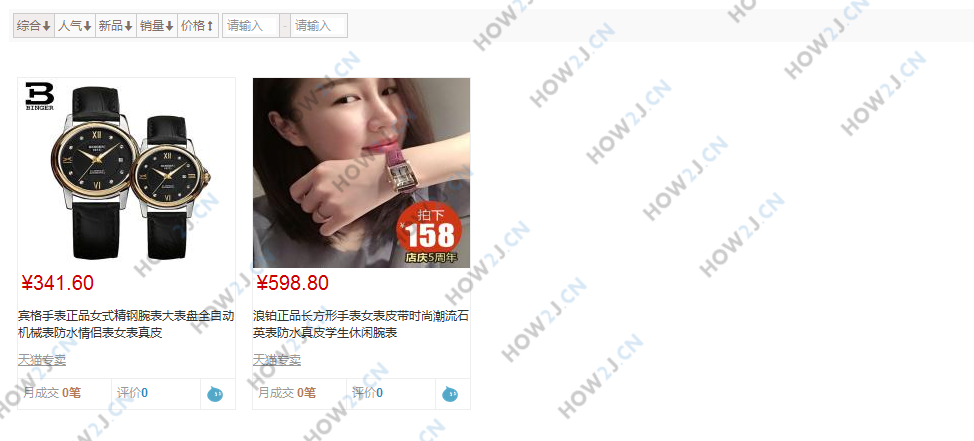 综合 人气 新品 销量 价格 请输入 - 请输入
B
BINGER
拍下
158
店庆5周年
¥341.60
¥598.80
宾格手表正品女式精钢腕表大表盘全自动
机械表防水情侣表女表真皮
浪铂正品长方形手表女表皮带时尚潮流石
英表防水真皮学生休闲腕表
天猫专卖
天猫专卖
月成交 0笔 评价0
月成交 0笔 评价0
HOW2J.CN